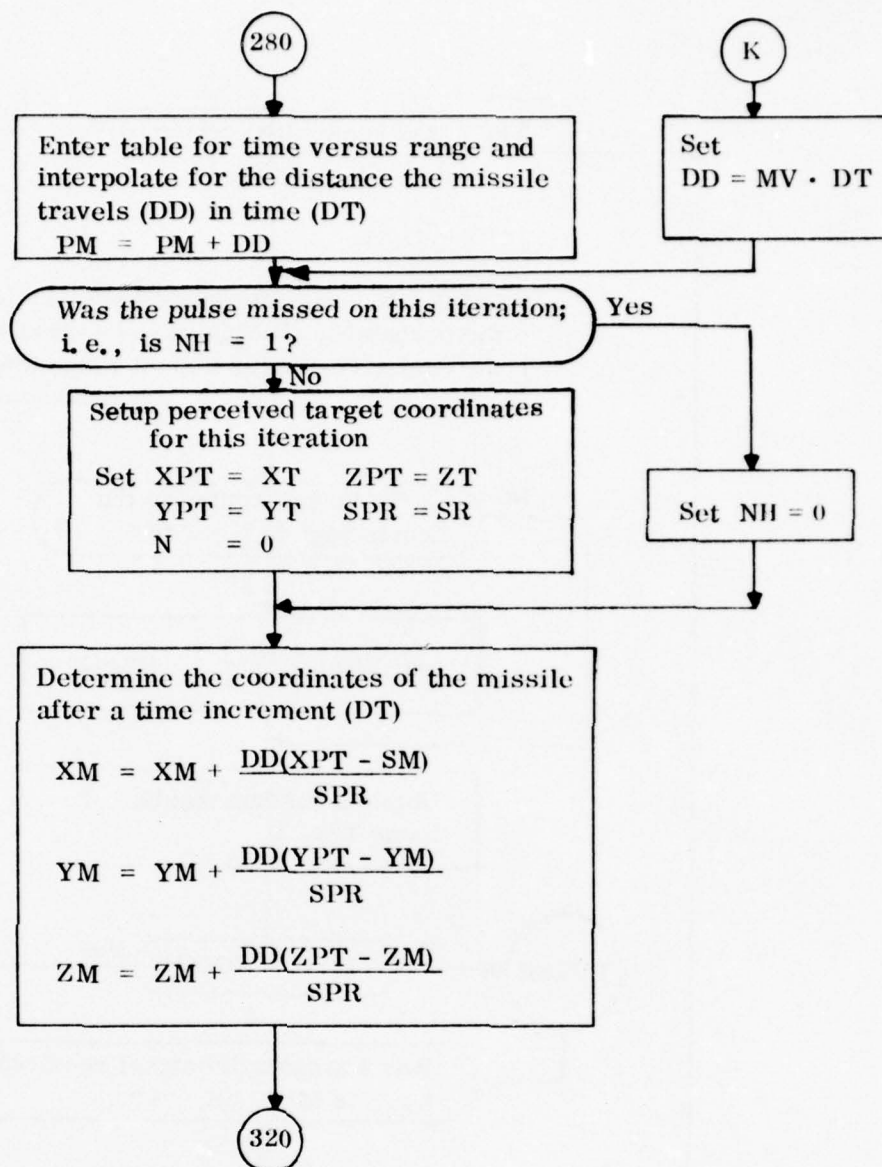 280
K
Enter table for time versus range and
interpolate for the distance the missile
travels (DD) in time (DT)
PM = PM + DD
Set
DD = MV · DT
Was the pulse missed on this iteration;
i.e., is NH = 1?
Yes
No
Setup perceived target coordinates
for this iteration
Set XPT = XT ZPT = ZT
YPT = YT SPR = SR
N = 0
Set NH = 0
Determine the coordinates of the missile
after a time increment (DT)
XM = XM + DD(XPT - SM)
SPR
YM = YM + DD(YPT - YM)
SPR
ZM = ZM + DD(ZPT - ZM)
SPR
320